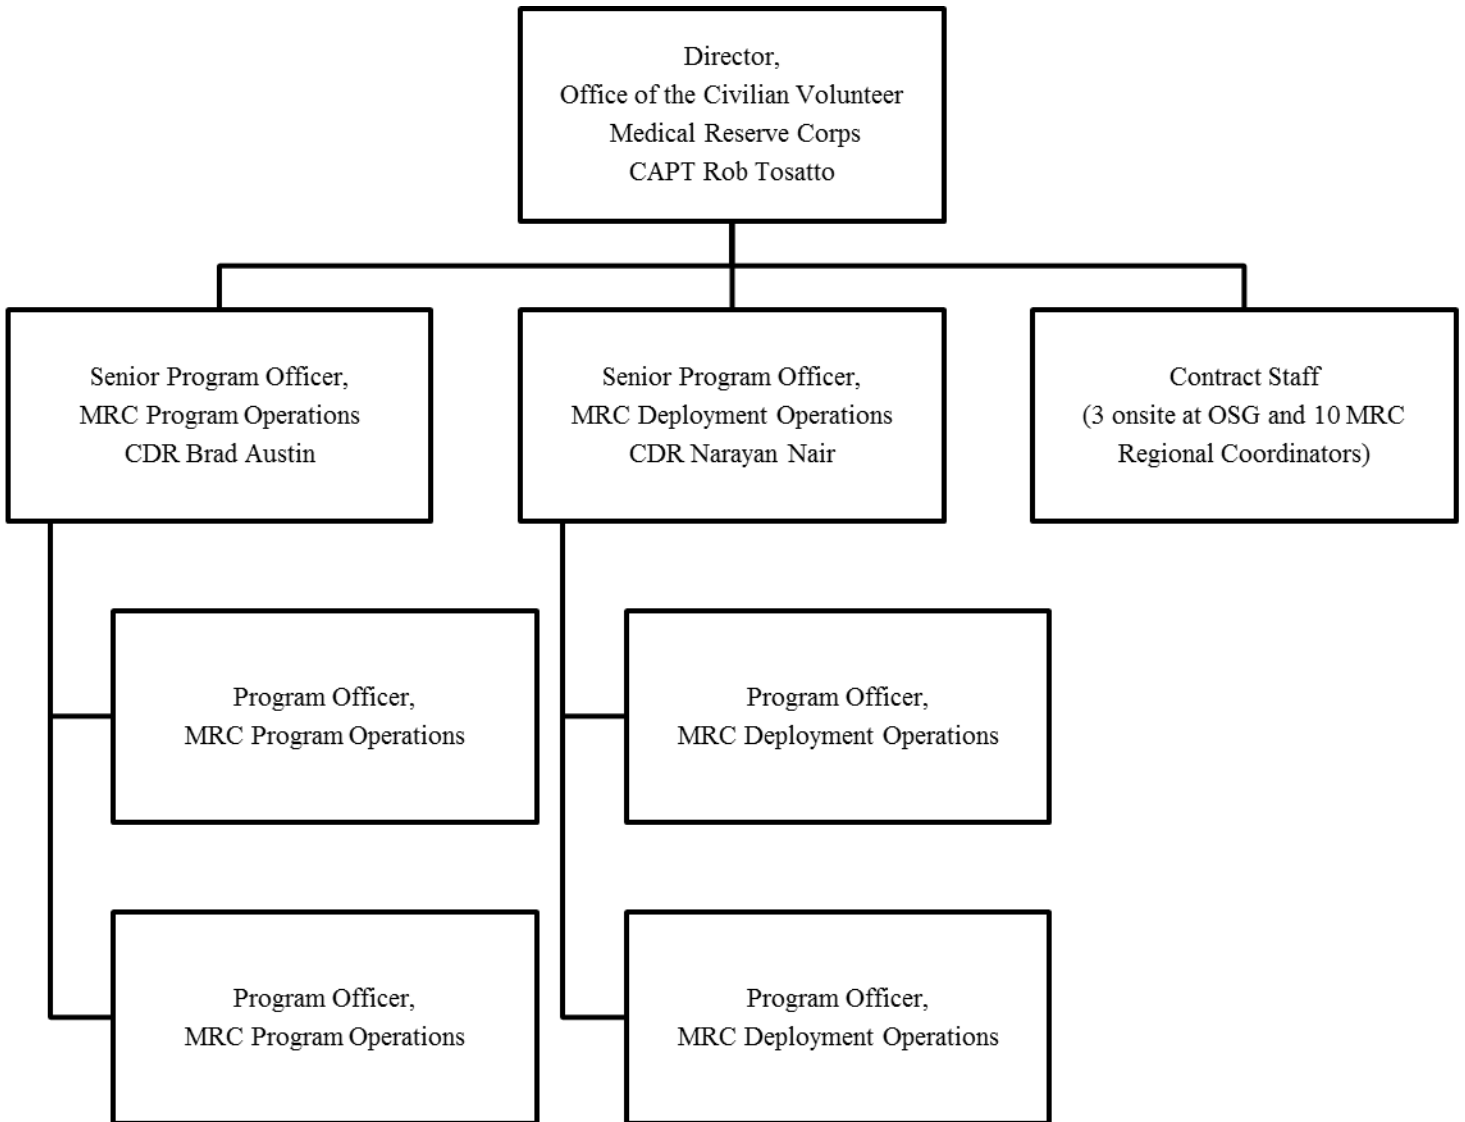 Director,
Office of the Civilian Volunteer
Medical Reserve Corps
CAPT Rob Tosatto
Senior Program Officer,
MRC Program Operations
CDR Brad Austin
Senior Program Officer,
MRC Deployment Operations
CDR Narayan Nair
Contract Staff
(3 onsite at OSG and 10 MRC
Regional Coordinators)
Program Officer,
MRC Program Operations
Program Officer,
MRC Deployment Operations
Program Officer,
MRC Program Operations
Program Officer,
MRC Deployment Operations